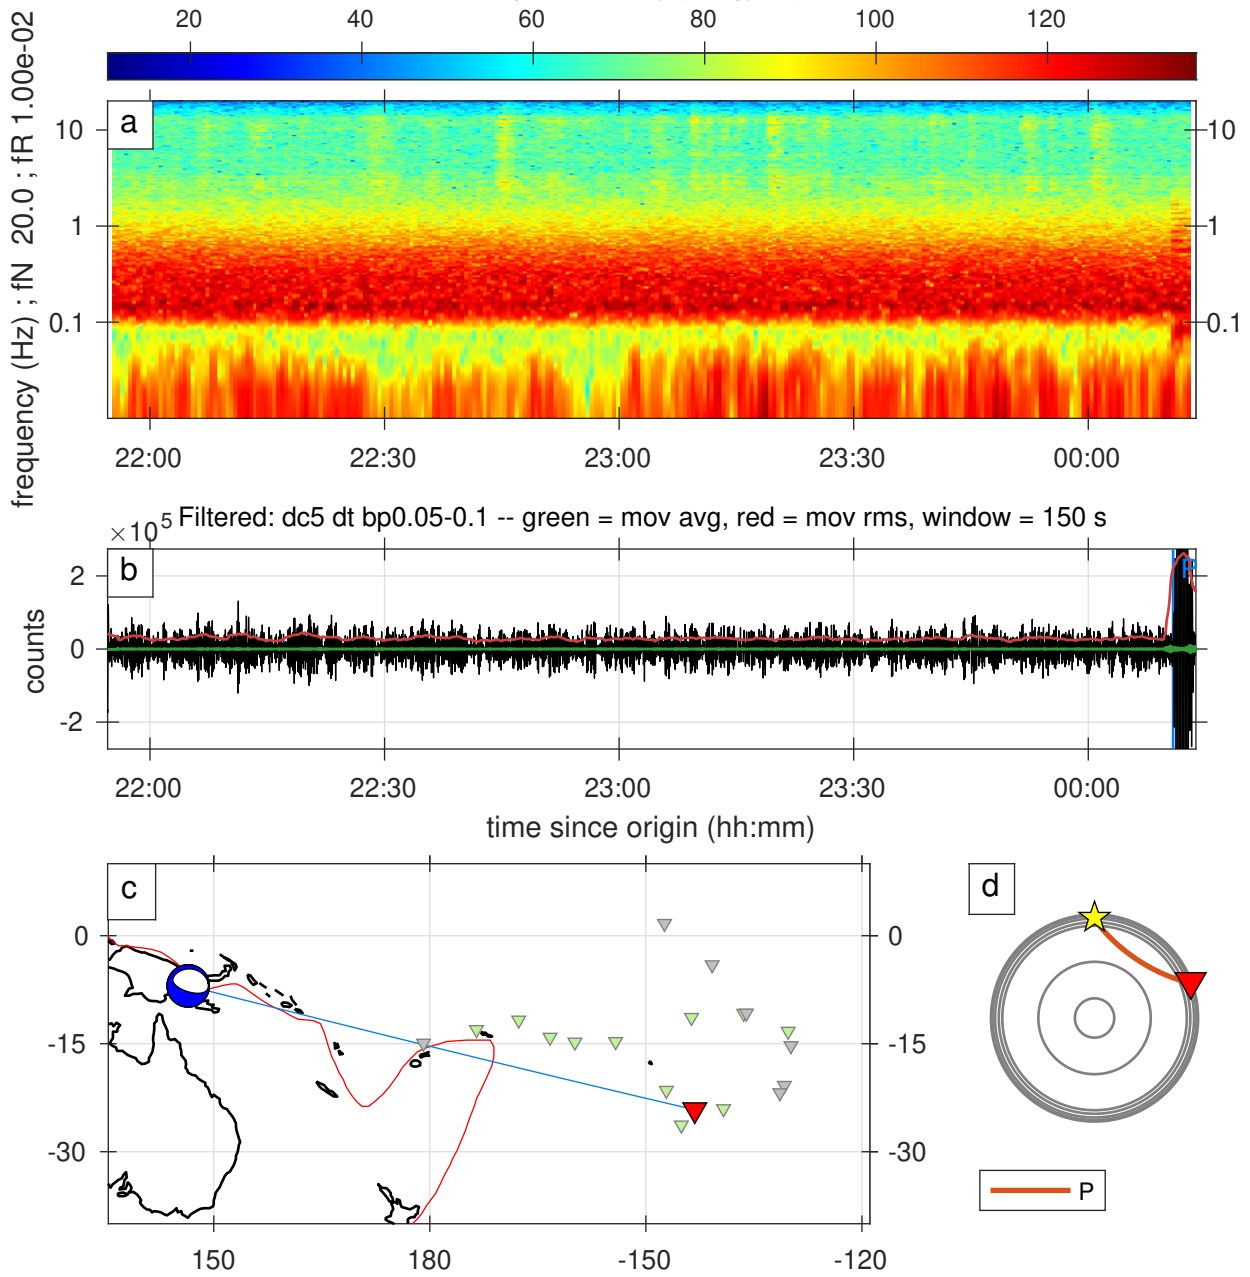 20 40 60 80 100 120
a
frequency (Hz) ; fN 20.0 ; fR 1.00e-02
10 10
1 1
0.1 0.1
22:00 22:30 23:00 23:30 00:00
×10^5 Filtered: dc5 dt bp0.05-0.1 -- green = mov avg, red = mov rms, window = 150 s
b
P
counts
2
0
-2
22:00 22:30 23:00 23:30 00:00
time since origin (hh:mm)
c
d
0 0
-15 -15
-30 -30
150 180 -150 -120
P